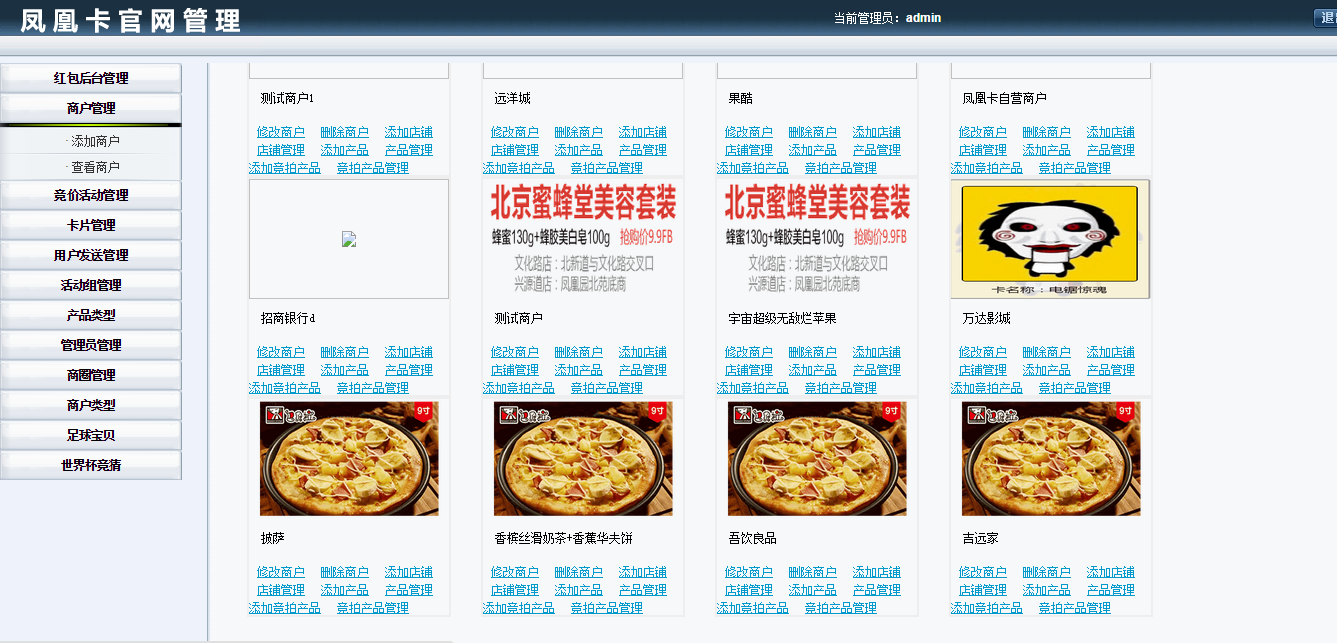 凤凰卡官网管理
当前管理员：admin
退
红包后台管理
商户管理
· 添加商户
· 查看商户
竞价活动管理
卡片管理
用户发送管理
活动组管理
产品类型
管理员管理
商圈管理
商户类型
足球宝贝
世界杯竞猜
测试商户1 远洋城 果酷 凤凰卡自营商户
修改商户 删除商户 添加店铺 修改商户 删除商户 添加店铺 修改商户 删除商户 添加店铺 修改商户 删除商户 添加店铺
店铺管理 添加产品 产品管理 店铺管理 添加产品 产品管理 店铺管理 添加产品 产品管理 店铺管理 添加产品 产品管理
添加竞拍产品 竞拍产品管理 添加竞拍产品 竞拍产品管理 添加竞拍产品 竞拍产品管理 添加竞拍产品 竞拍产品管理
北京蜜蜂堂美容套装 北京蜜蜂堂美容套装
蜂蜜130g+蜂胶美白皂100g 抢购价9.9FB 蜂蜜130g+蜂胶美白皂100g 抢购价9.9FB
文化路店：北新道与文化路交叉口 文化路店：北新道与文化路交叉口
兴源道店：凤凰园北苑底商 兴源道店：凤凰园北苑底商
卡名称：电锯惊魂
招商银行d 测试商户 宇宙超级无敌烂苹果 万达影城
修改商户 删除商户 添加店铺 修改商户 删除商户 添加店铺 修改商户 删除商户 添加店铺 修改商户 删除商户 添加店铺
店铺管理 添加产品 产品管理 店铺管理 添加产品 产品管理 店铺管理 添加产品 产品管理 店铺管理 添加产品 产品管理
添加竞拍产品 竞拍产品管理 添加竞拍产品 竞拍产品管理 添加竞拍产品 竞拍产品管理 添加竞拍产品 竞拍产品管理
9寸 9寸 9寸 9寸
披萨 香槟丝滑奶茶+香蕉华夫饼 吾饮良品 吉远家
修改商户 删除商户 添加店铺 修改商户 删除商户 添加店铺 修改商户 删除商户 添加店铺 修改商户 删除商户 添加店铺
店铺管理 添加产品 产品管理 店铺管理 添加产品 产品管理 店铺管理 添加产品 产品管理 店铺管理 添加产品 产品管理
添加竞拍产品 竞拍产品管理 添加竞拍产品 竞拍产品管理 添加竞拍产品 竞拍产品管理 添加竞拍产品 竞拍产品管理